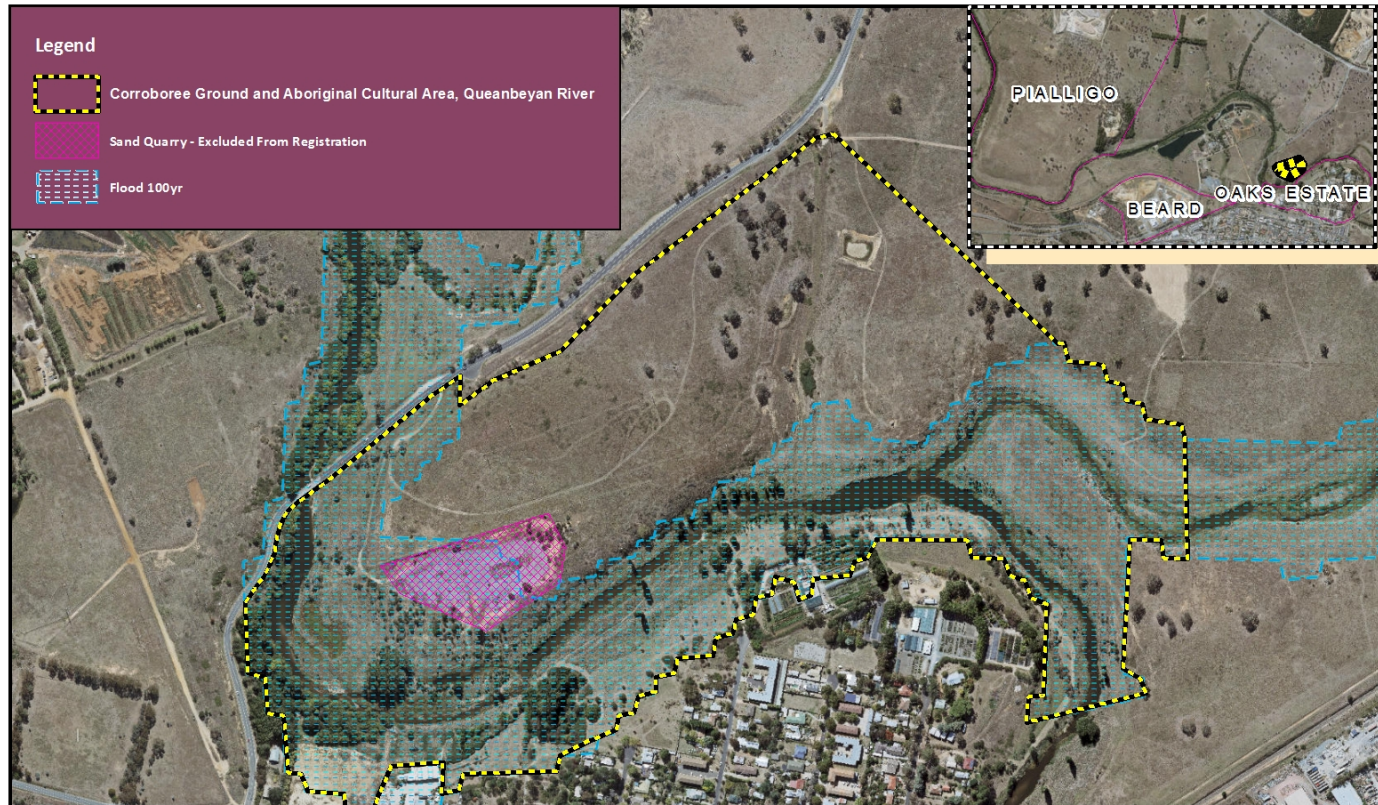 Legend
Corroboree Ground and Aboriginal Cultural Area, Queanbeyan River
Sand Quarry - Excluded From Registration
Flood 100yr
PIALLIGO
OAKS ESTATE
BEARD